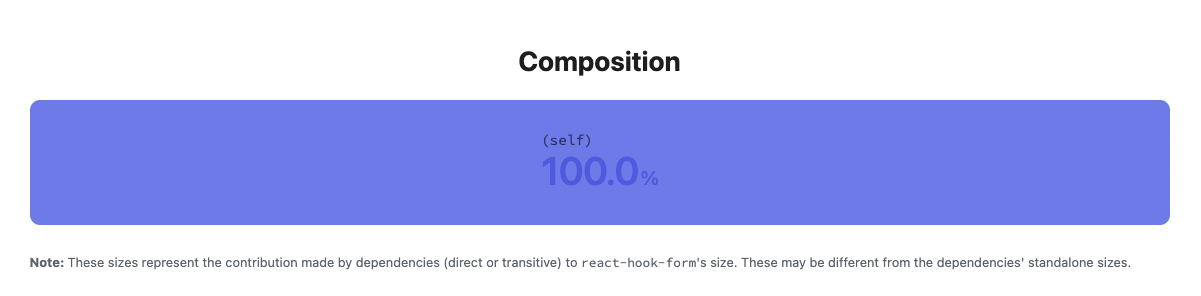 Composition
(self)
100.0%
Note: These sizes represent the contribution made by dependencies (direct or transitive) to react-hook-form's size. These may be different from the dependencies' standalone sizes.